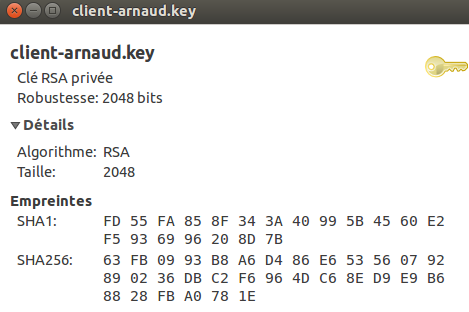 client-arnaud.key
client-arnaud.key
Clé RSA privée
Robustesse: 2048 bits
Détails
Algorithme: RSA
Taille: 2048
Empreintes
SHA1: FD 55 FA 85 8F 34 3A 40 99 5B 45 60 E2
F5 93 69 96 20 8D 7B
SHA256: 63 FB 09 93 B8 A6 D4 86 E6 53 56 07 92
89 02 36 DB C2 F6 96 4D C6 8E D9 E9 B6
88 28 FB A0 78 1E